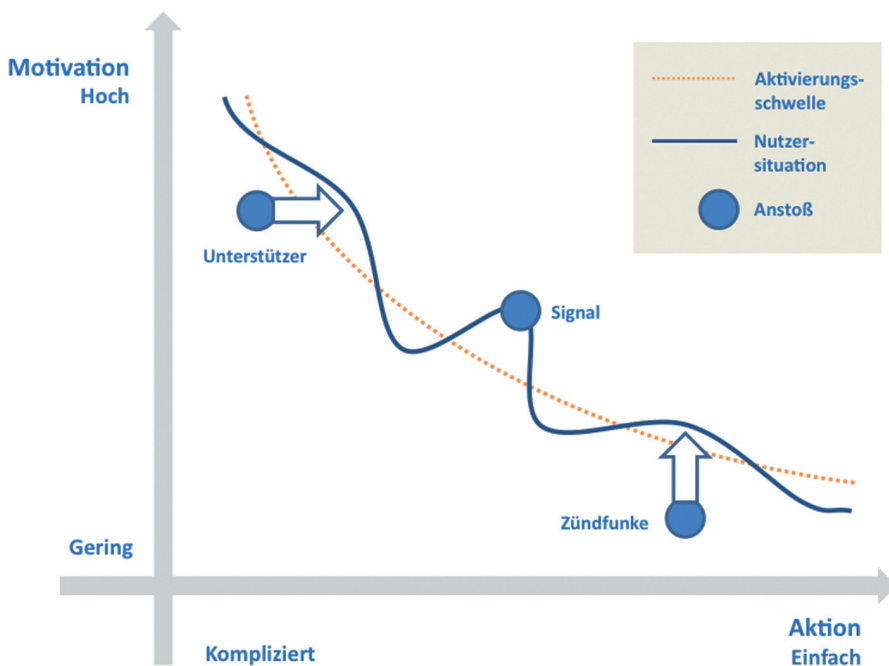 Motivation
Hoch
Aktivierungs-
schwelle
Nutzer-
situation
Anstoß
Unterstützer
Signal
Zündfunke
Gering
Aktion
Kompliziert
Einfach